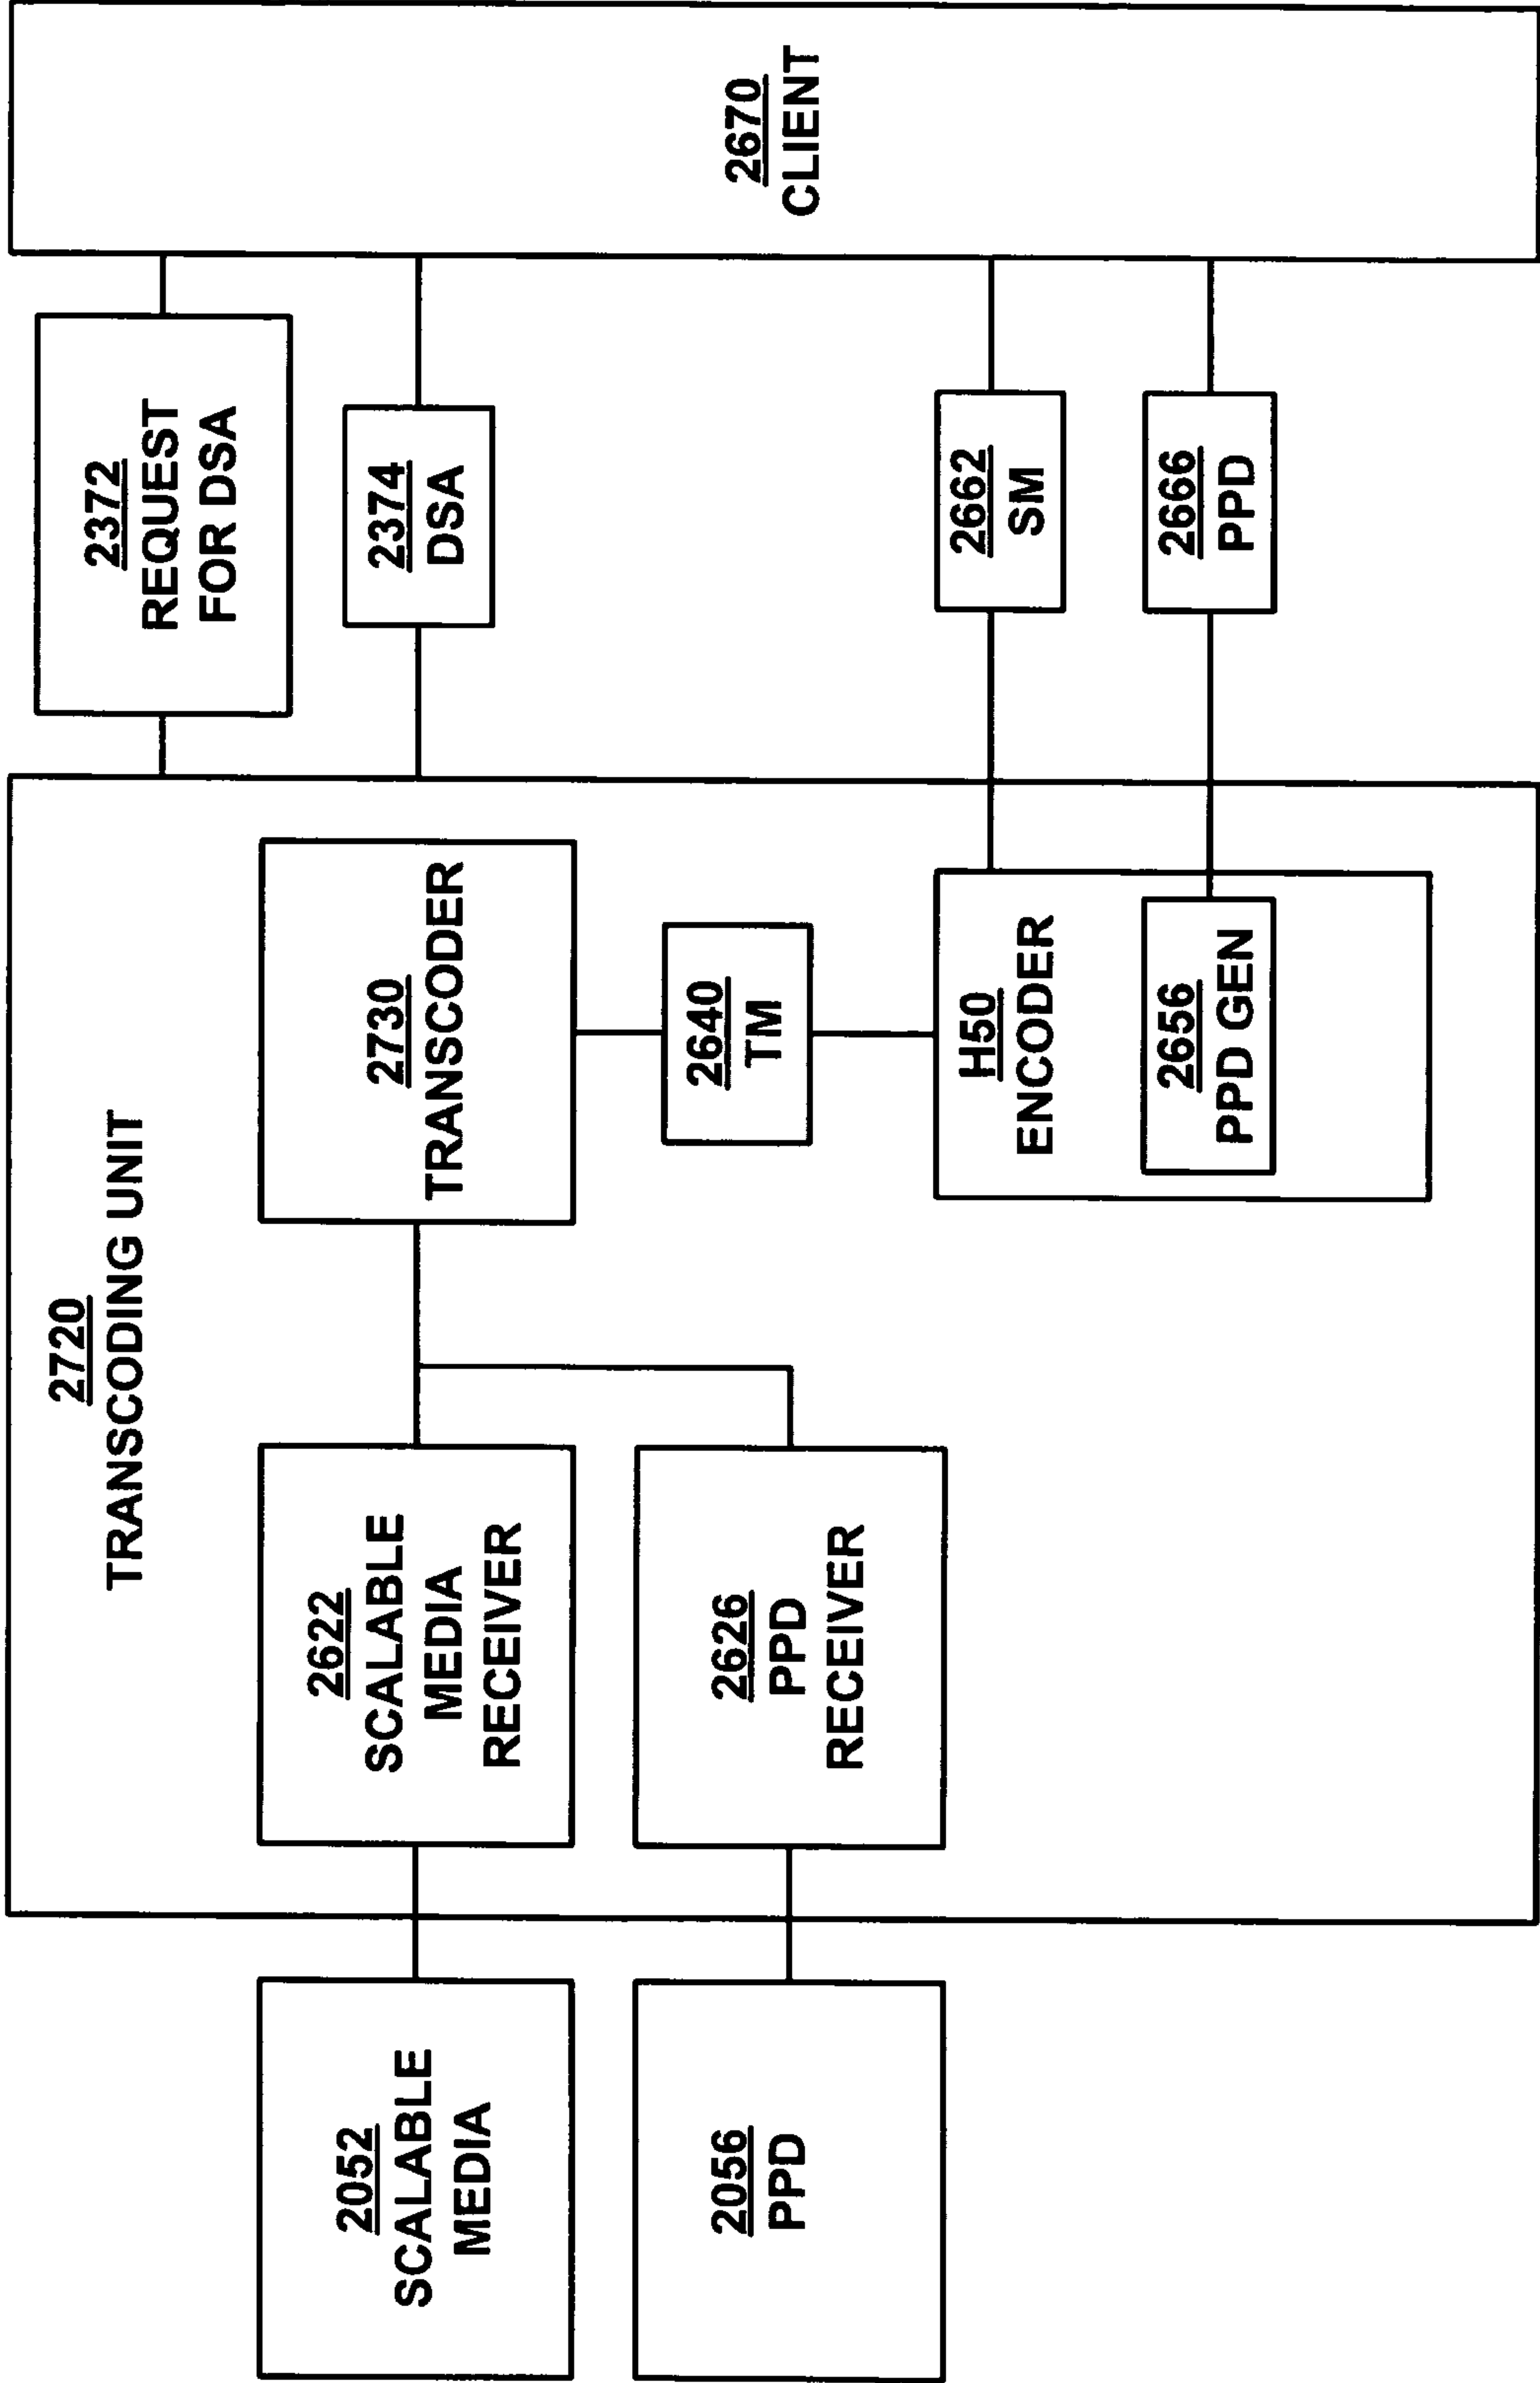 2720
TRANSCODING UNIT
2052
SCALABLE
MEDIA
2622
SCALABLE
MEDIA
RECEIVER
2730
TRANSCODER
2372
REQUEST
FOR DSA
2374
DSA
2670
CLIENT
2056
PPD
2626
PPD
RECEIVER
2640
TM
H50
ENCODER
2656
PPD GEN
2662
SM
2666
PPD